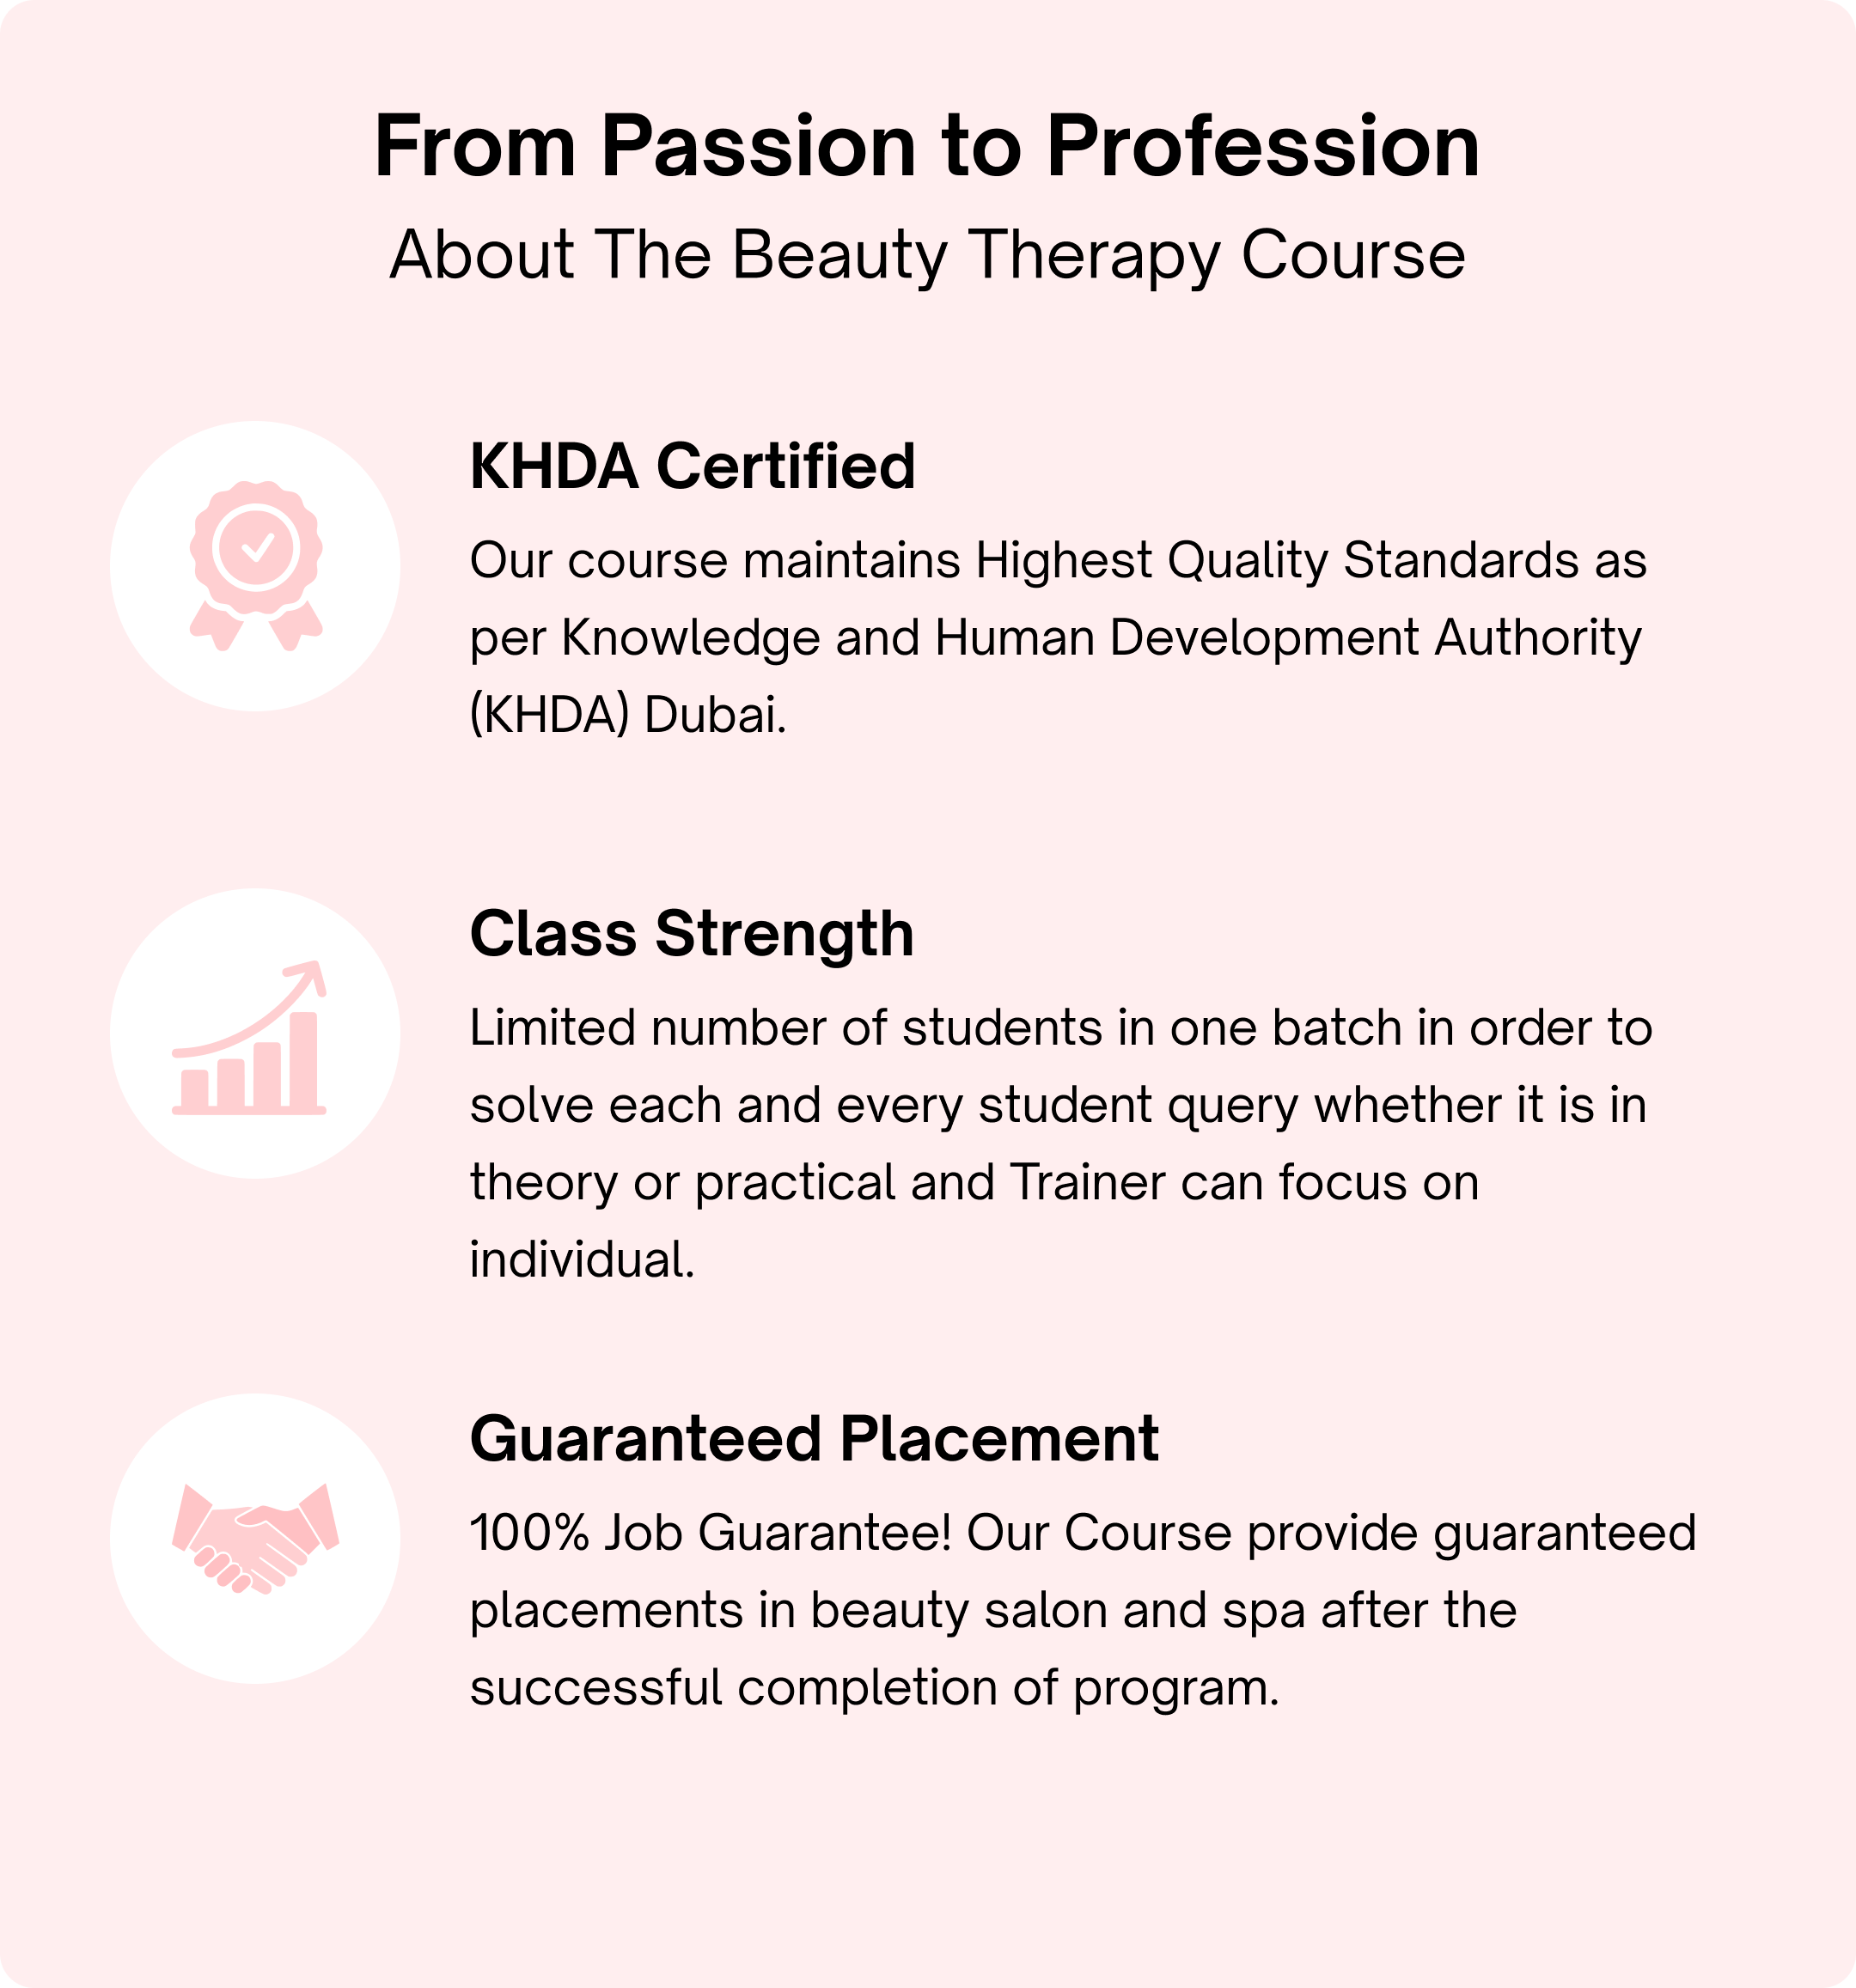 From Passion to Profession
About The Beauty Therapy Course
KHDA Certified
Our course maintains Highest Quality Standards as
per Knowledge and Human Development Authority
(KHDA) Dubai.
Class Strength
Limited number of students in one batch in order to
solve each and every student query whether it is in
theory or practical and Trainer can focus on
individual.
Guaranteed Placement
100% Job Guarantee! Our Course provide guaranteed
placements in beauty salon and spa after the
successful completion of program.